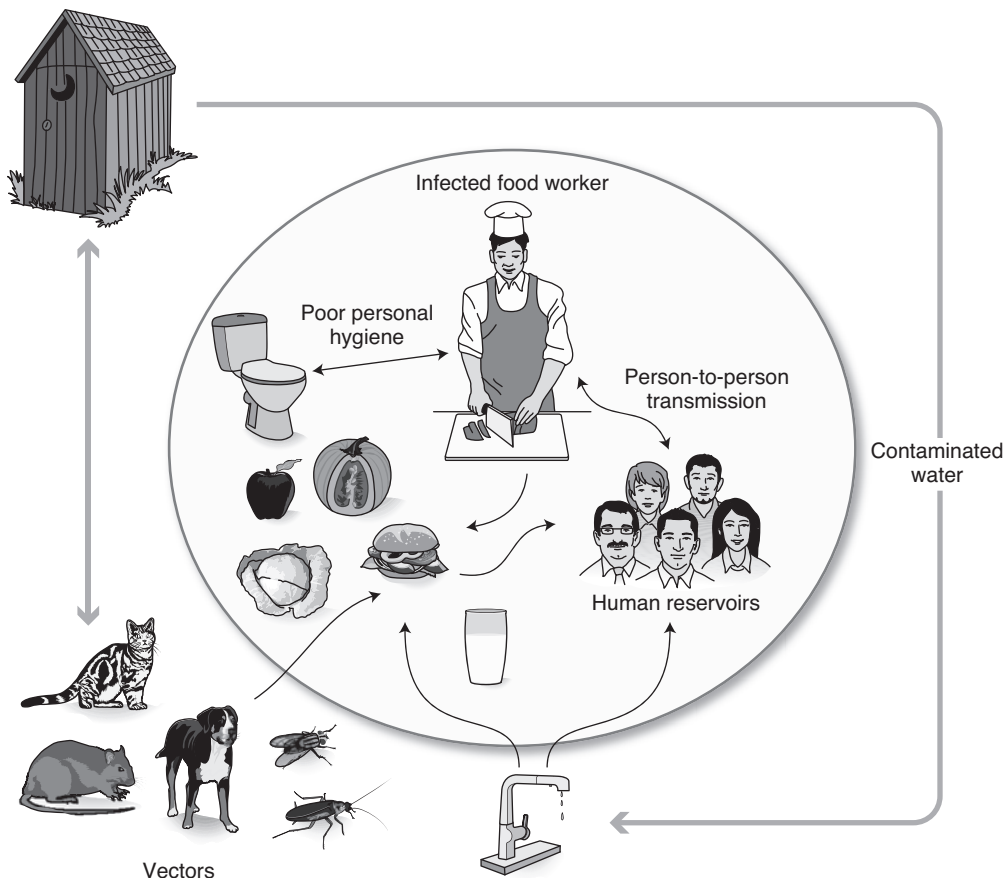 Infected food worker
Poor personal
hygiene
Person-to-person
transmission
Contaminated
water
Human reservoirs
Vectors